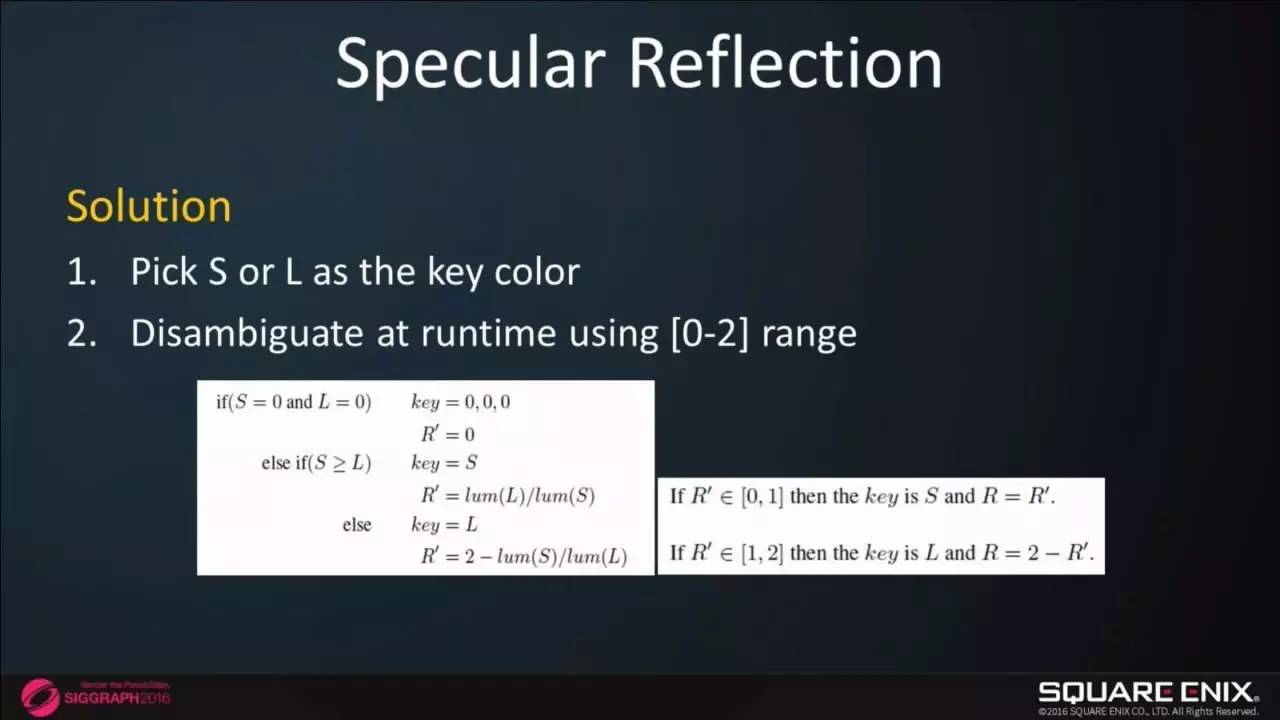 Specular Reflection
Solution
1. Pick S or L as the key color
2. Disambiguate at runtime using [0-2] range
if(S = 0 and L = 0) key = 0, 0, 0
R′ = 0
else if(S ≥ L) key = S
R′ = lum(L)/lum(S)
else key = L
R′ = 2 − lum(S)/lum(L)
If R′ ∈ [0, 1] then the key is S and R = R′.
If R′ ∈ [1, 2] then the key is L and R = 2 − R′.
Render the Possibilities
SIGGRAPH2016
SQUARE ENIX.
©2016 SQUARE ENIX CO., LTD. All Rights Reserved.